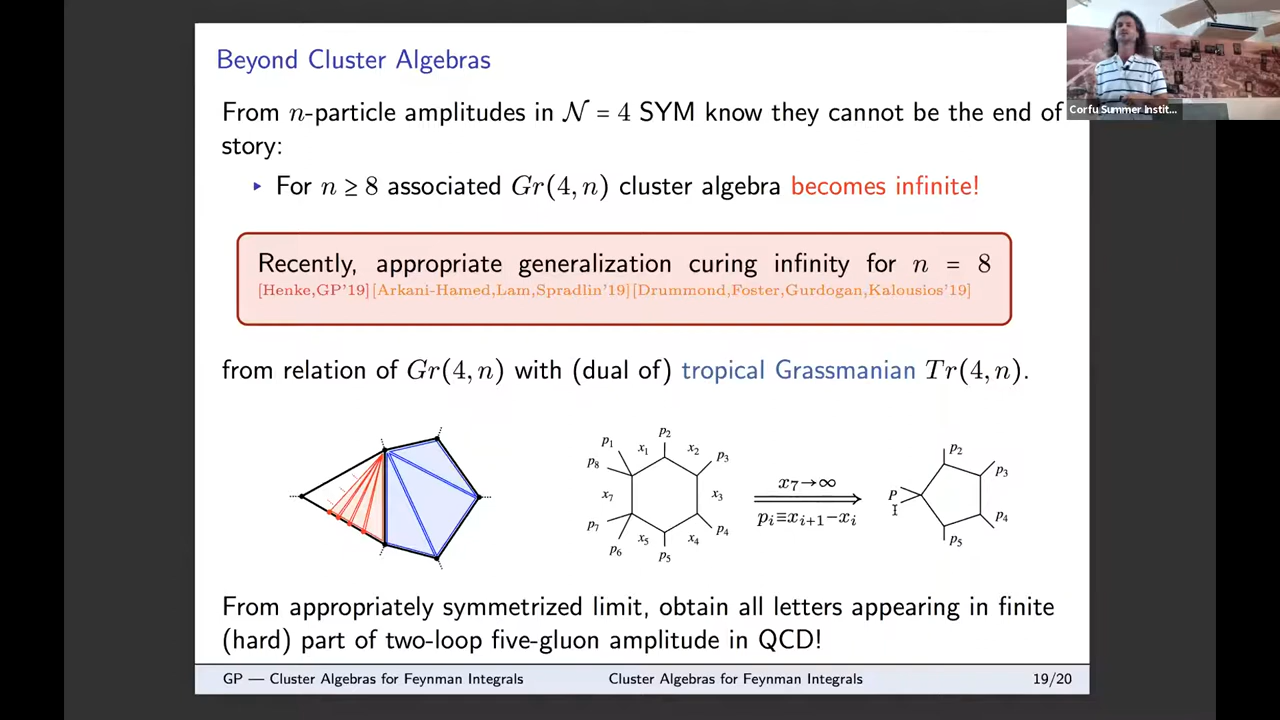 Beyond Cluster Algebras
From n-particle amplitudes in 𝒩 = 4 SYM know they cannot be the end of
story:
▸ For n ≥ 8 associated Gr(4, n) cluster algebra becomes infinite!
Recently, appropriate generalization curing infinity for n = 8
[Henke,GP'19][Arkani-Hamed,Lam,Spradlin'19][Drummond,Foster,Gurdogan,Kalousios'19]
from relation of Gr(4, n) with (dual of) tropical Grassmanian Tr(4, n).
p₁ x₁ p₂ x₂ p₃
p₈
x₇ x₃
p₇ p₄
p₆ x₅ p₅ x₄
x₇→∞
pᵢ≡xᵢ₊₁−xᵢ
p₂
p₃
P
p₄
p₅
From appropriately symmetrized limit, obtain all letters appearing in finite
(hard) part of two-loop five-gluon amplitude in QCD!
GP — Cluster Algebras for Feynman Integrals Cluster Algebras for Feynman Integrals 19/20
Corfu Summer Instit...